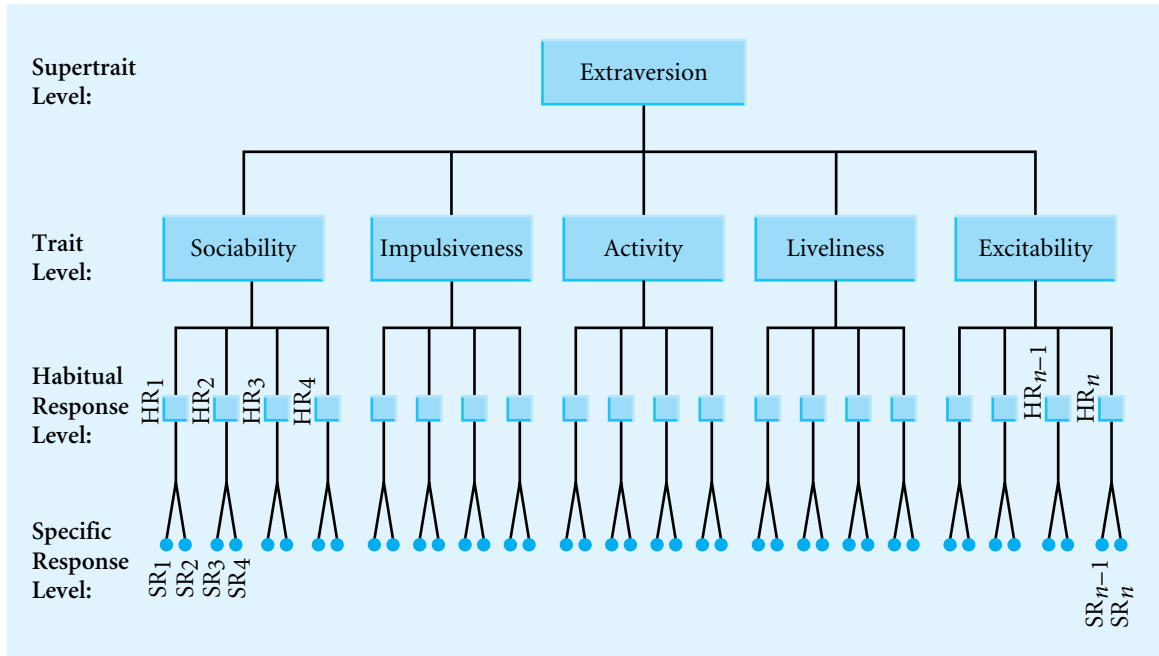 Supertrait
Level:
Extraversion
Trait
Level:
Sociability
Impulsiveness
Activity
Liveliness
Excitability
Habitual
Response
Level:
HR1
HR2
HR3
HR4
HRn–1
HRn
Specific
Response
Level:
SR1
SR2
SR3
SR4
SRn–1
SRn